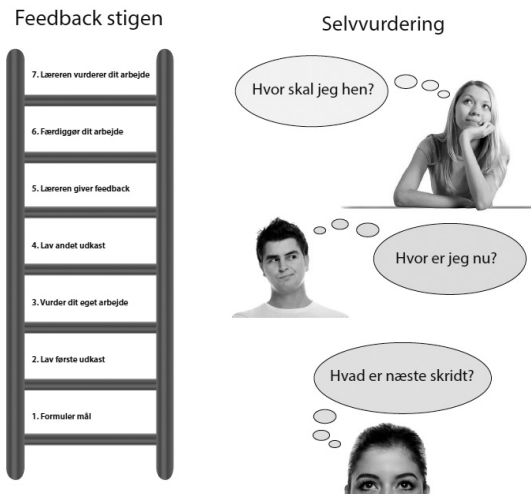 Feedback stigen
7. Læreren vurderer dit arbejde
6. Færdiggør dit arbejde
5. Læreren giver feedback
4. Lav andet udkast
3. Vurder dit eget arbejde
2. Lav første udkast
1. Formuler mål
Selvvurdering
Hvor skal jeg hen?
Hvor er jeg nu?
Hvad er næste skridt?